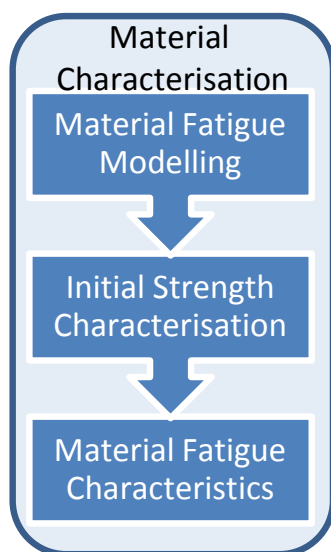 Material
Characterisation
Material Fatigue
Modelling
Initial Strength
Characterisation
Material Fatigue
Characteristics